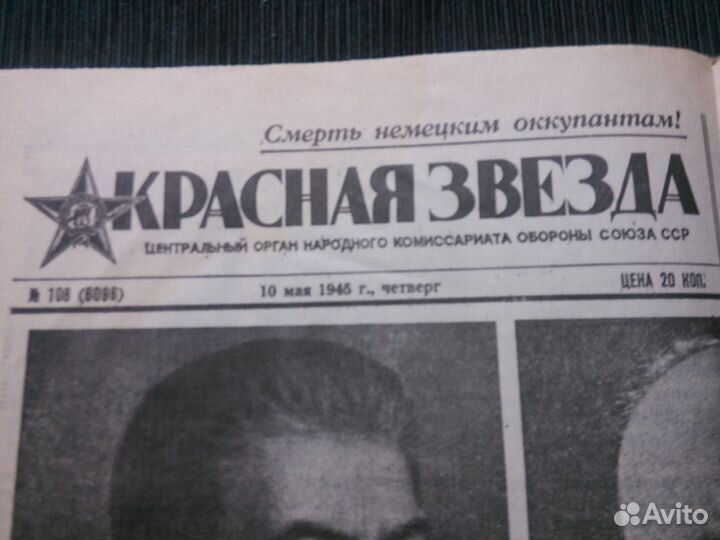 Смерть немецким оккупантам!
КРАСНАЯ ЗВЕЗДА
ЦЕНТРАЛЬНЫЙ ОРГАН НАРОДНОГО КОМИССАРИАТА ОБОРОНЫ СОЮЗА ССР
№ 108 (6096) 10 мая 1945 г., четверг ЦЕНА 20 КОП.
Avito